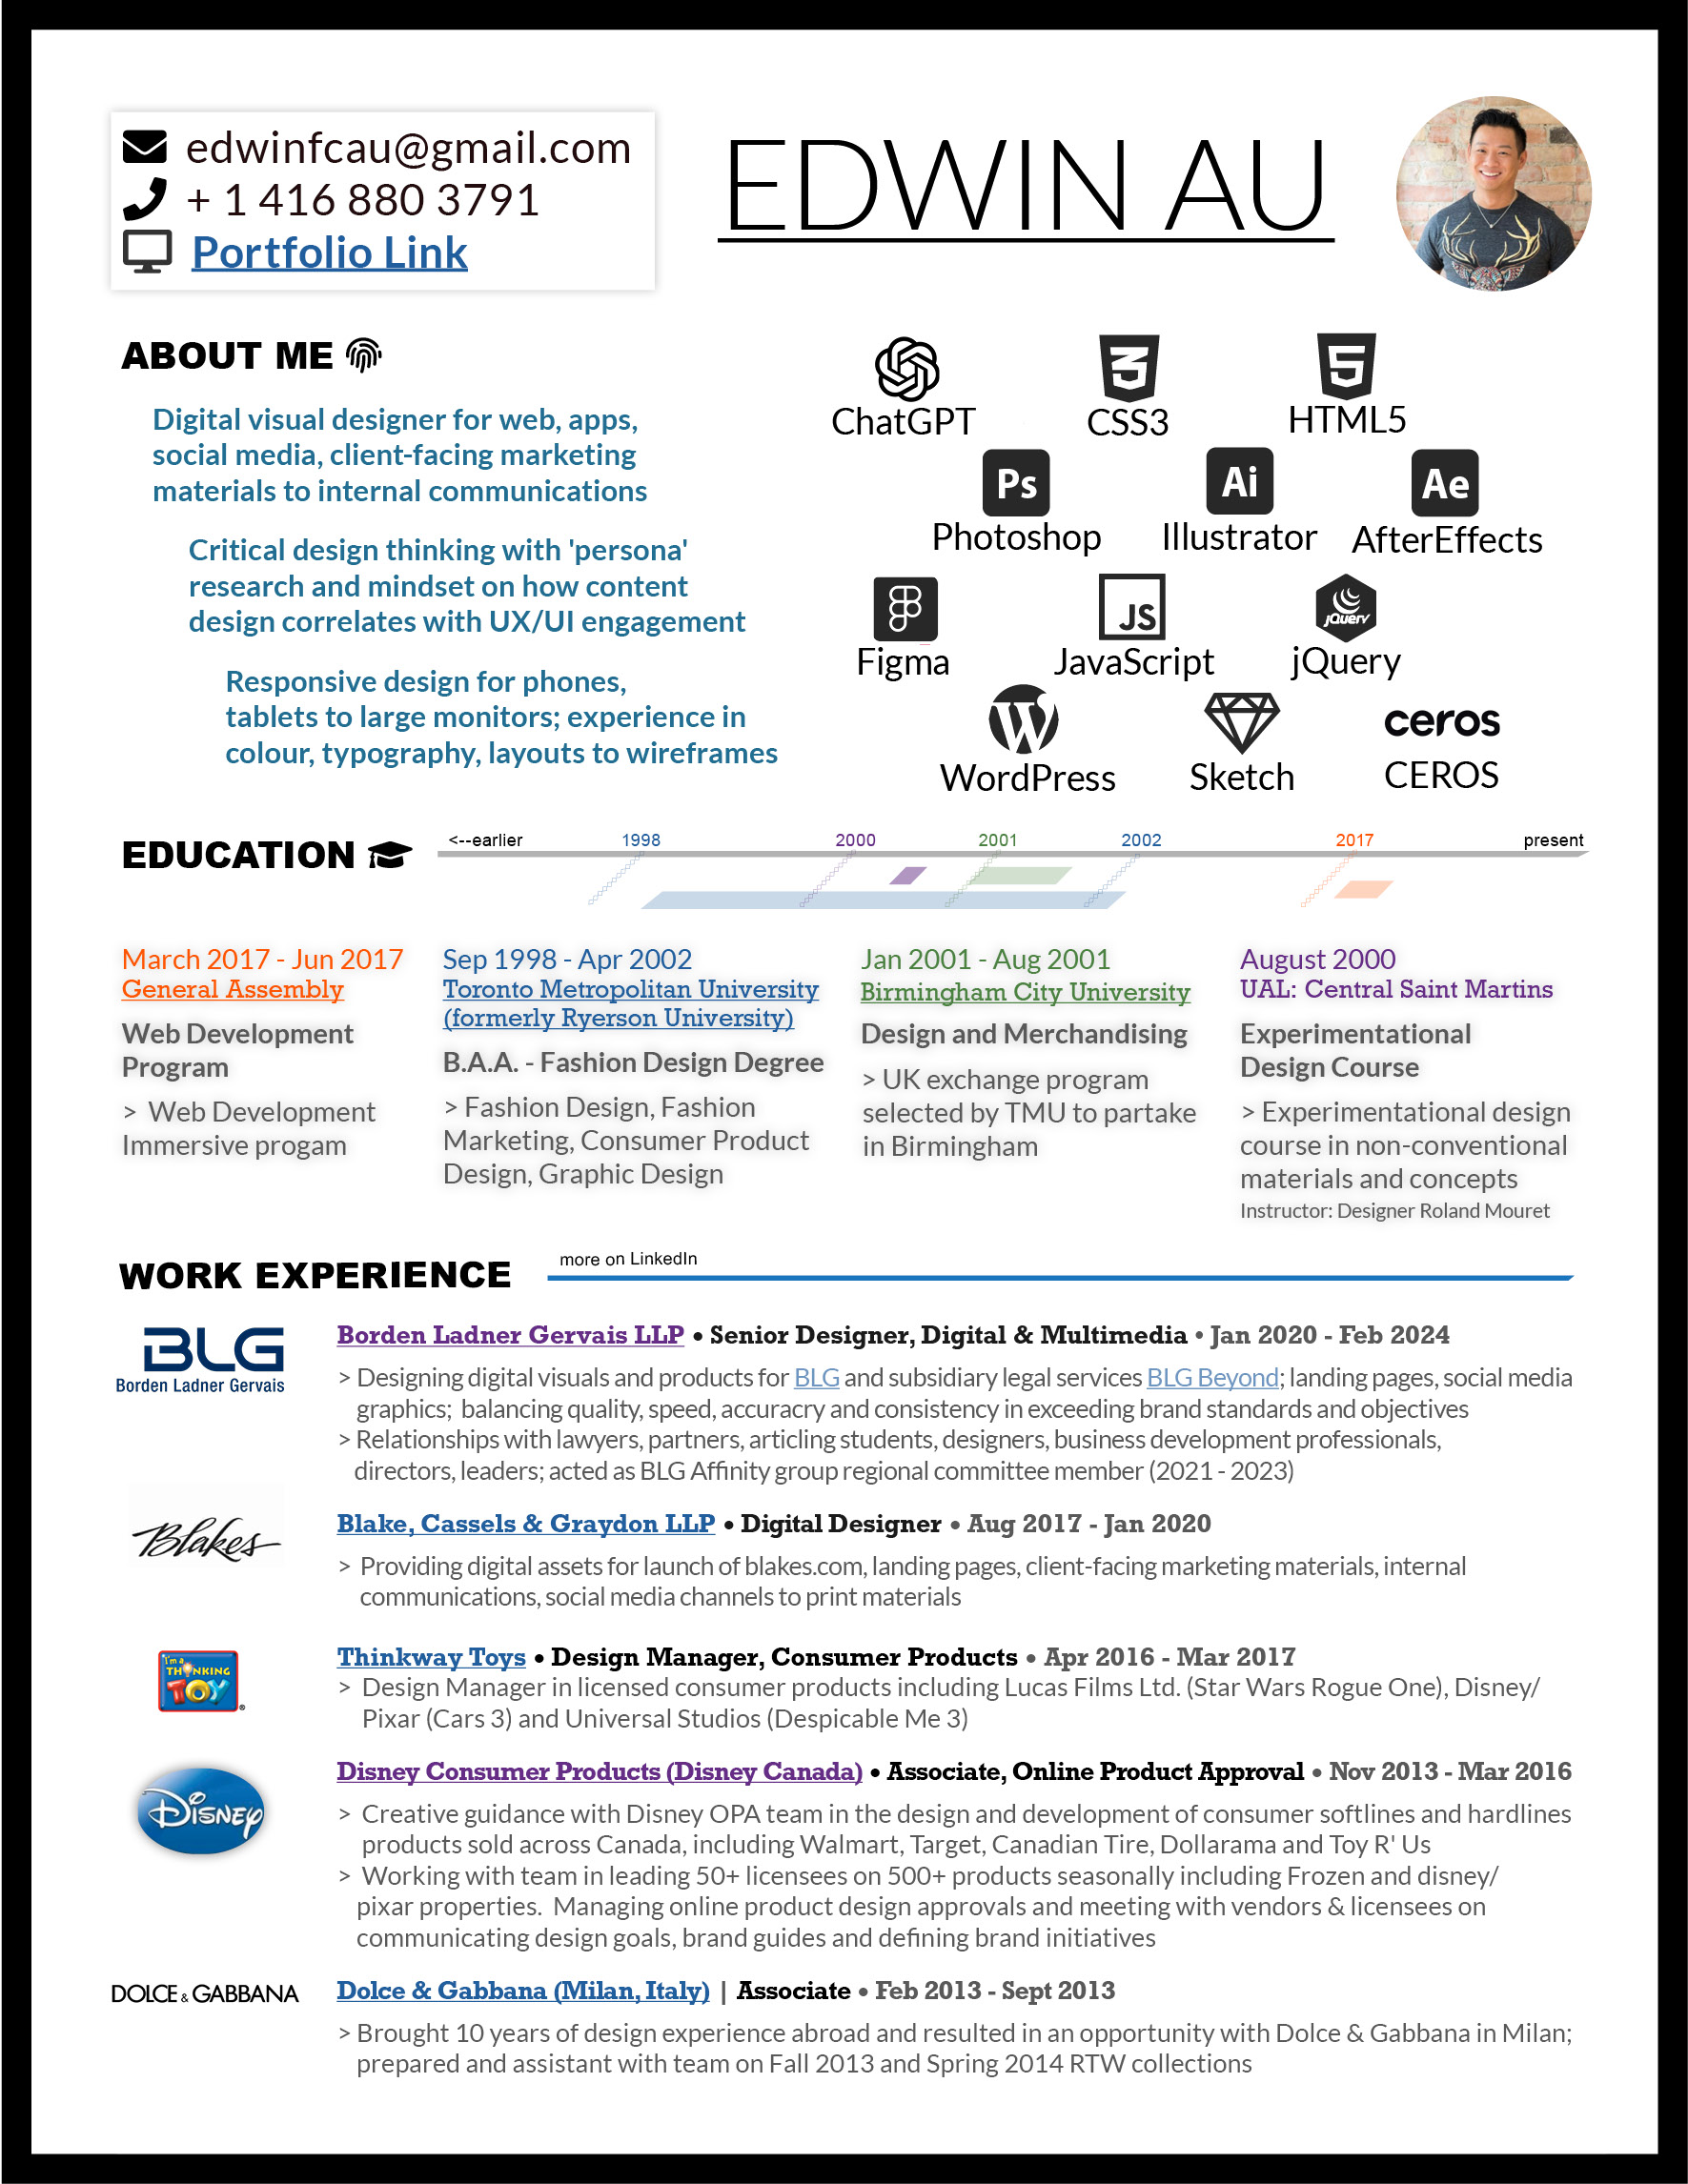 edwinfcau@gmail.com
+ 1 416 880 3791
Portfolio Link
EDWIN AU
ABOUT ME
Digital visual designer for web, apps,
social media, client-facing marketing
materials to internal communications
Critical design thinking with 'persona'
research and mindset on how content
design correlates with UX/UI engagement
Responsive design for phones,
tablets to large monitors; experience in
colour, typography, layouts to wireframes
3
5
ChatGPT
CSS3
HTML5
Ps
Ai
Ae
Photoshop
Illustrator
AfterEffects
JS
jQuery
Figma
JavaScript
jQuery
W
ceros
WordPress
Sketch
CEROS
EDUCATION
<--earlier
1998
2000
2001
2002
2017
present
March 2017 - Jun 2017
General Assembly
Web Development
Program
> Web Development
Immersive progam
Sep 1998 - Apr 2002
Toronto Metropolitan University
(formerly Ryerson University)
B.A.A. - Fashion Design Degree
> Fashion Design, Fashion
Marketing, Consumer Product
Design, Graphic Design
Jan 2001 - Aug 2001
Birmingham City University
Design and Merchandising
> UK exchange program
selected by TMU to partake
in Birmingham
August 2000
UAL: Central Saint Martins
Experimentational
Design Course
> Experimentational design
course in non-conventional
materials and concepts
Instructor: Designer Roland Mouret
WORK EXPERIENCE
more on LinkedIn
BLG
Borden Ladner Gervais
Borden Ladner Gervais LLP • Senior Designer, Digital & Multimedia • Jan 2020 - Feb 2024
> Designing digital visuals and products for BLG and subsidiary legal services BLG Beyond; landing pages, social media
graphics; balancing quality, speed, accuracry and consistency in exceeding brand standards and objectives
> Relationships with lawyers, partners, articling students, designers, business development professionals,
directors, leaders; acted as BLG Affinity group regional committee member (2021 - 2023)
Blakes
Blake, Cassels & Graydon LLP • Digital Designer • Aug 2017 - Jan 2020
> Providing digital assets for launch of blakes.com, landing pages, client-facing marketing materials, internal
communications, social media channels to print materials
I'm a
THINKING
TOY
®
Thinkway Toys • Design Manager, Consumer Products • Apr 2016 - Mar 2017
> Design Manager in licensed consumer products including Lucas Films Ltd. (Star Wars Rogue One), Disney/
Pixar (Cars 3) and Universal Studios (Despicable Me 3)
Disney
Disney Consumer Products (Disney Canada) • Associate, Online Product Approval • Nov 2013 - Mar 2016
> Creative guidance with Disney OPA team in the design and development of consumer softlines and hardlines
products sold across Canada, including Walmart, Target, Canadian Tire, Dollarama and Toy R' Us
> Working with team in leading 50+ licensees on 500+ products seasonally including Frozen and disney/
pixar properties. Managing online product design approvals and meeting with vendors & licensees on
communicating design goals, brand guides and defining brand initiatives
DOLCE & GABBANA
Dolce & Gabbana (Milan, Italy) | Associate • Feb 2013 - Sept 2013
> Brought 10 years of design experience abroad and resulted in an opportunity with Dolce & Gabbana in Milan;
prepared and assistant with team on Fall 2013 and Spring 2014 RTW collections